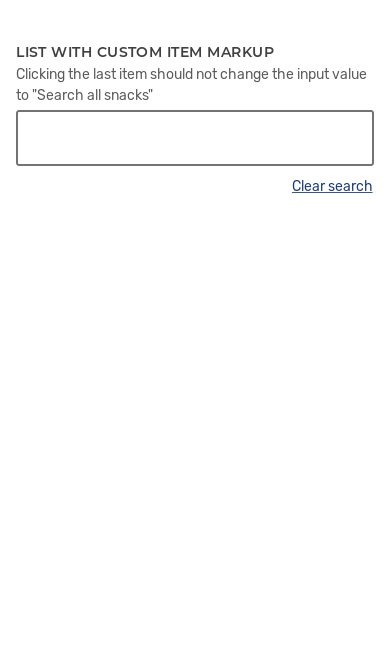 LIST WITH CUSTOM ITEM MARKUP
Clicking the last item should not change the input value
to "Search all snacks"
Clear search